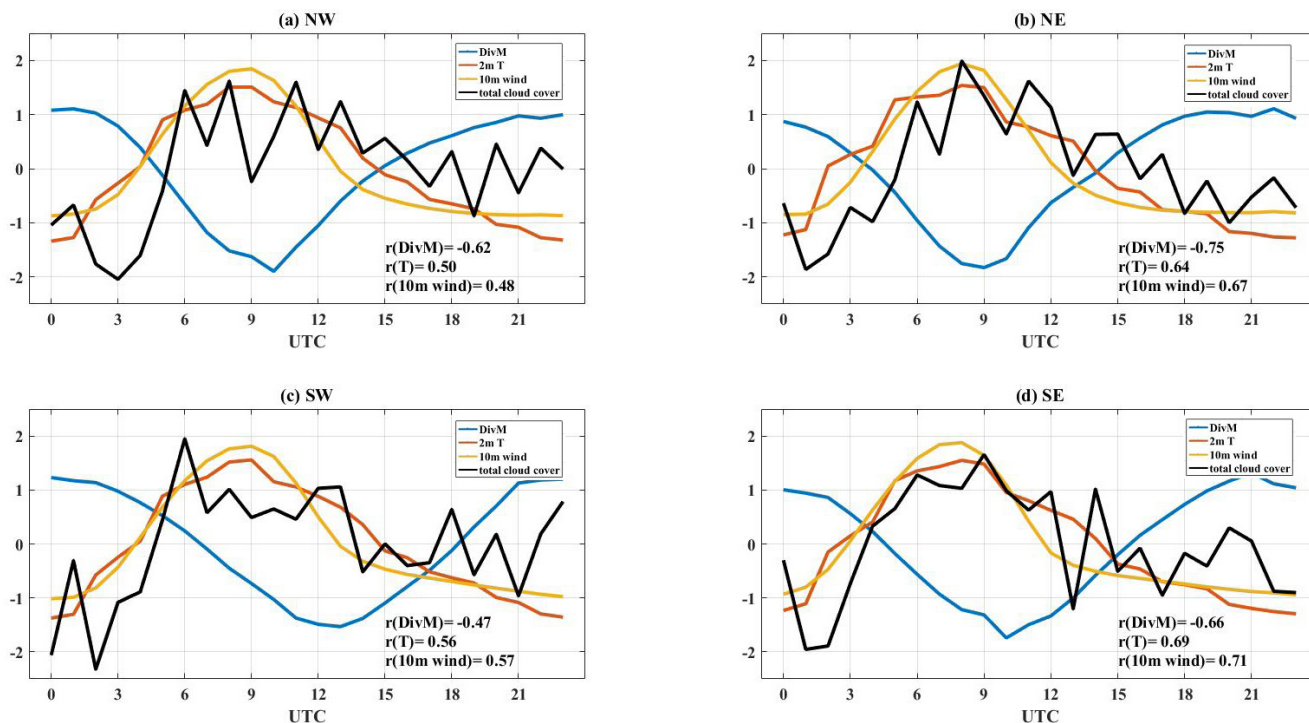 (a) NW
2
1
0
-1
-2
DivM
2m T
10m wind
total cloud cover
r(DivM)= -0.62
r(T)= 0.50
r(10m wind)= 0.48
0 3 6 9 12 15 18 21
UTC
(b) NE
2
1
0
-1
-2
DivM
2m T
10m wind
total cloud cover
r(DivM)= -0.75
r(T)= 0.64
r(10m wind)= 0.67
0 3 6 9 12 15 18 21
UTC
(c) SW
2
1
0
-1
-2
DivM
2m T
10m wind
total cloud cover
r(DivM)= -0.47
r(T)= 0.56
r(10m wind)= 0.57
0 3 6 9 12 15 18 21
UTC
(d) SE
2
1
0
-1
-2
DivM
2m T
10m wind
total cloud cover
r(DivM)= -0.66
r(T)= 0.69
r(10m wind)= 0.71
0 3 6 9 12 15 18 21
UTC